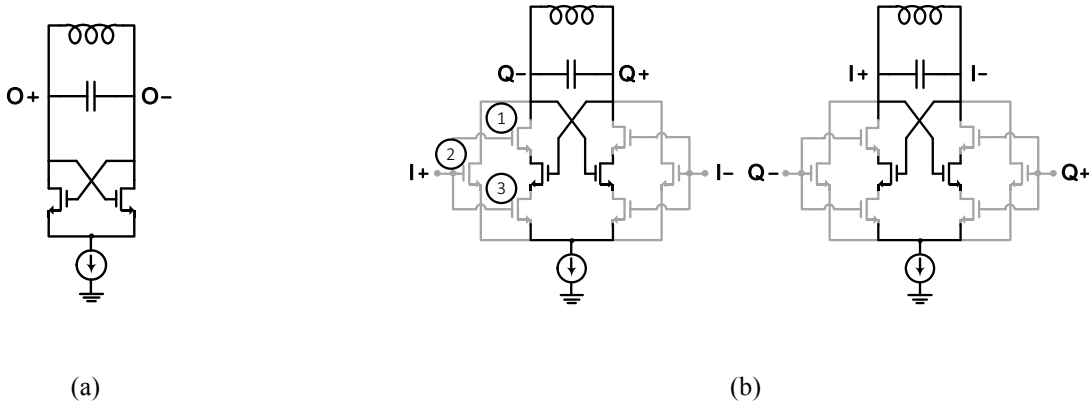 O+ O−
(a)
Q− Q+
1
2
3
I+ I−
I+ I−
Q− Q+
(b)